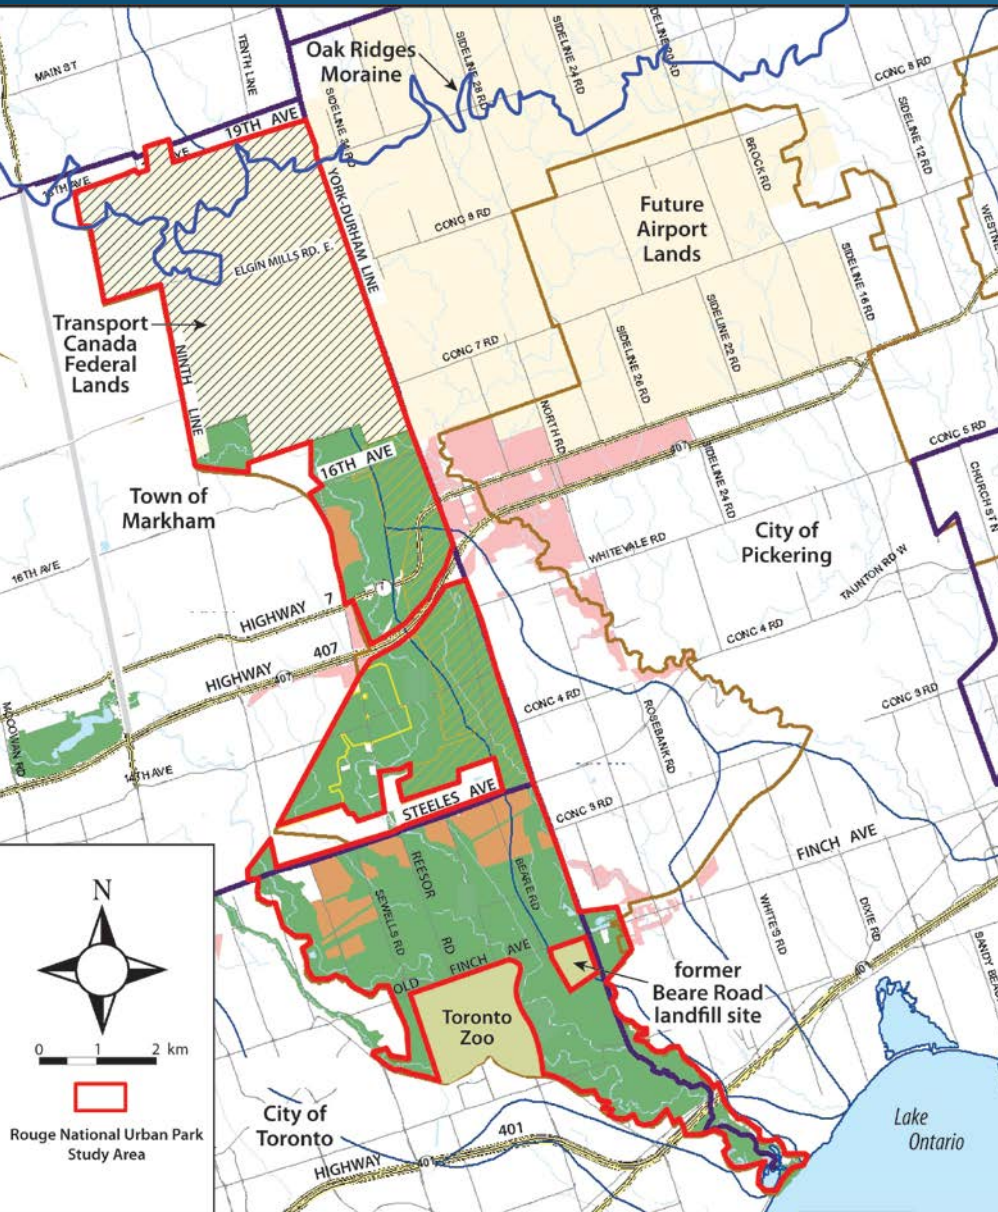 MAIN ST
TENTH LINE
Oak Ridges
Moraine
SIDELINE 28 RD
SIDELINE 24 RD
CONC 8 RD
SIDELINE 12 RD
19TH AVE
BROCK RD
YORK-DURHAM LINE
CONC 8 RD
Future
Airport
Lands
ELGIN MILLS RD. E.
SIDELINE 16 RD
Transport
Canada
Federal
Lands
NINTH LINE
CONC 7 RD
SIDELINE 26 RD
SIDELINE 22 RD
NORTH RD
CONC 5 RD
CHURCH ST N
16TH AVE
407
SIDELINE 24 RD
Town of
Markham
City of
Pickering
WHITEVALE RD
TAUNTON RD W
16TH AVE
HIGHWAY 7
7
HIGHWAY 407
407
CONC 4 RD
CONC 4 RD
CONC 3 RD
MCCOWAN RD
14TH AVE
ROSEBANK RD
STEELES AVE
CONC 3 RD
FINCH AVE
REESOR RD
SEWELLS RD
BEARE RD
WHITE'S RD
DIXIE RD
OLD FINCH AVE
401
former
Beare Road
landfill site
Toronto
Zoo
N
0 1 2 km
Rouge National Urban Park
Study Area
City of
Toronto
HIGHWAY 401
401
Lake
Ontario